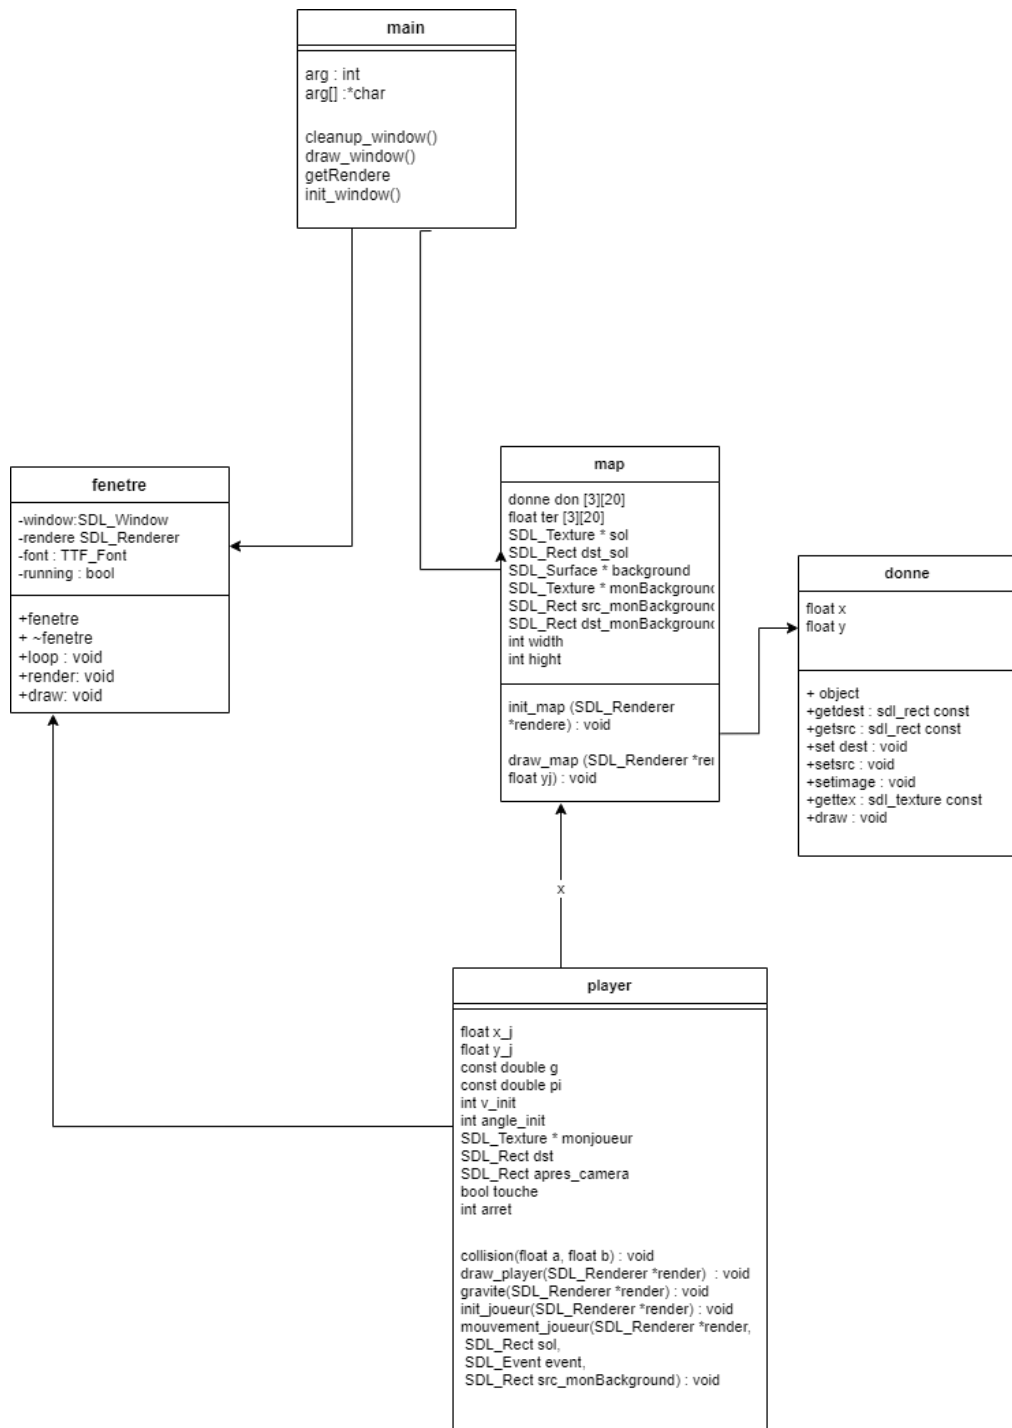 main
arg : int
arg[] :*char
cleanup_window()
draw_window()
getRendere
init_window()
fenetre
-window:SDL_Window
-rendere SDL_Renderer
-font : TTF_Font
-running : bool
+fenetre
+ ~fenetre
+loop : void
+render: void
+draw: void
map
donne don [3][20]
float ter [3][20]
SDL_Texture * sol
SDL_Rect dst_sol
SDL_Surface * background
SDL_Texture * monBackground
SDL_Rect src_monBackground
SDL_Rect dst_monBackground
int width
int hight
init_map (SDL_Renderer
*rendere) : void
draw_map (SDL_Renderer *rei
float yj) : void
donne
float x
float y
+ object
+getdest : sdl_rect const
+getsrc : sdl_rect const
+set dest : void
+setsrc : void
+setimage : void
+gettex : sdl_texture const
+draw : void
x
player
float x_j
float y_j
const double g
const double pi
int v_init
int angle_init
SDL_Texture * monjoueur
SDL_Rect dst
SDL_Rect apres_camera
bool touche
int arret
collision(float a, float b) : void
draw_player(SDL_Renderer *render) : void
gravite(SDL_Renderer *render) : void
init_joueur(SDL_Renderer *render) : void
mouvement_joueur(SDL_Renderer *render,
SDL_Rect sol,
SDL_Event event,
SDL_Rect src_monBackground) : void